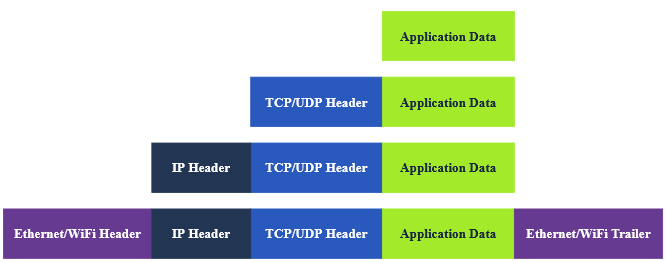 Application Data
TCP/UDP Header Application Data
IP Header TCP/UDP Header Application Data
Ethernet/WiFi Header IP Header TCP/UDP Header Application Data Ethernet/WiFi Trailer